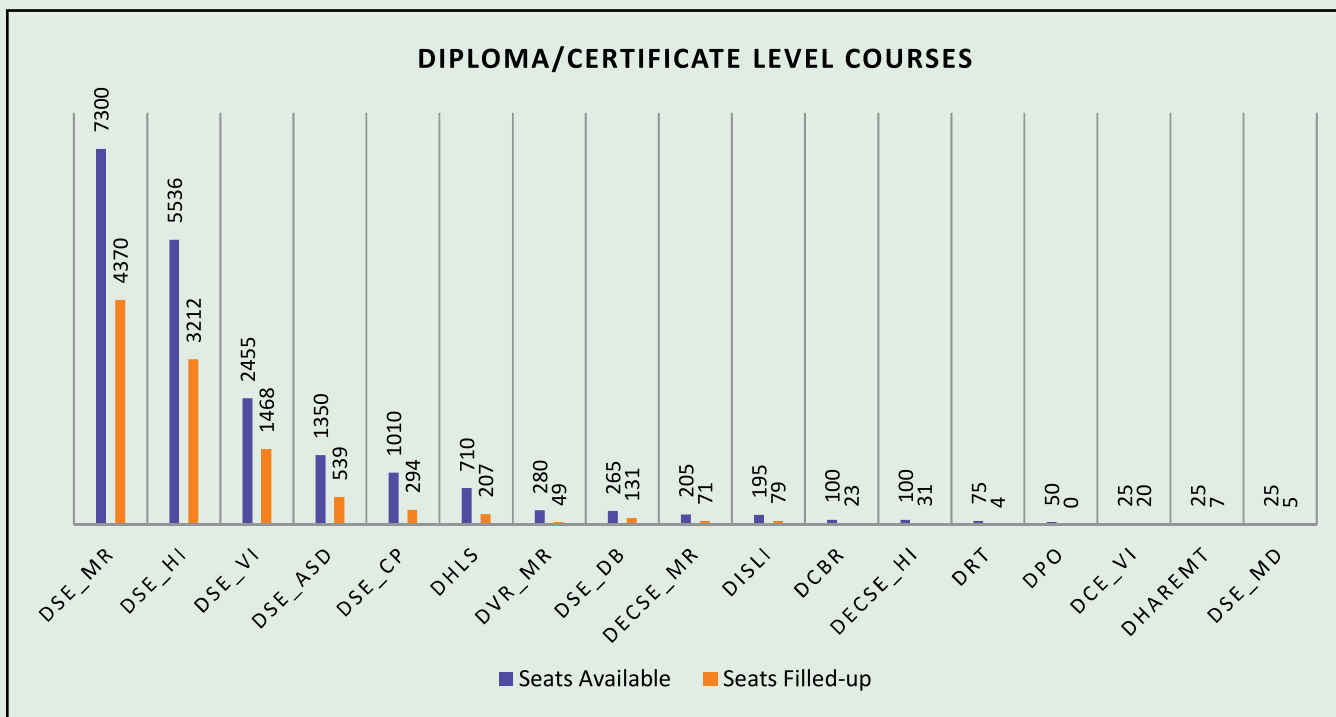 DIPLOMA/CERTIFICATE LEVEL COURSES
7300
4370
5536
3212
2455
1468
1350
539
1010
294
710
207
280
49
265
131
205
71
195
79
100
23
100
31
75
4
50
0
25
20
25
7
25
5
DSE_MR
DSE_HI
DSE_VI
DSE_ASD
DSE_CP
DHLS
DVR_MR
DSE_DB
DECSE_MR
DISLI
DCBR
DECSE_HI
DRT
DPO
DCE_VI
DHAREMT
DSE_MD
Seats Available
Seats Filled-up